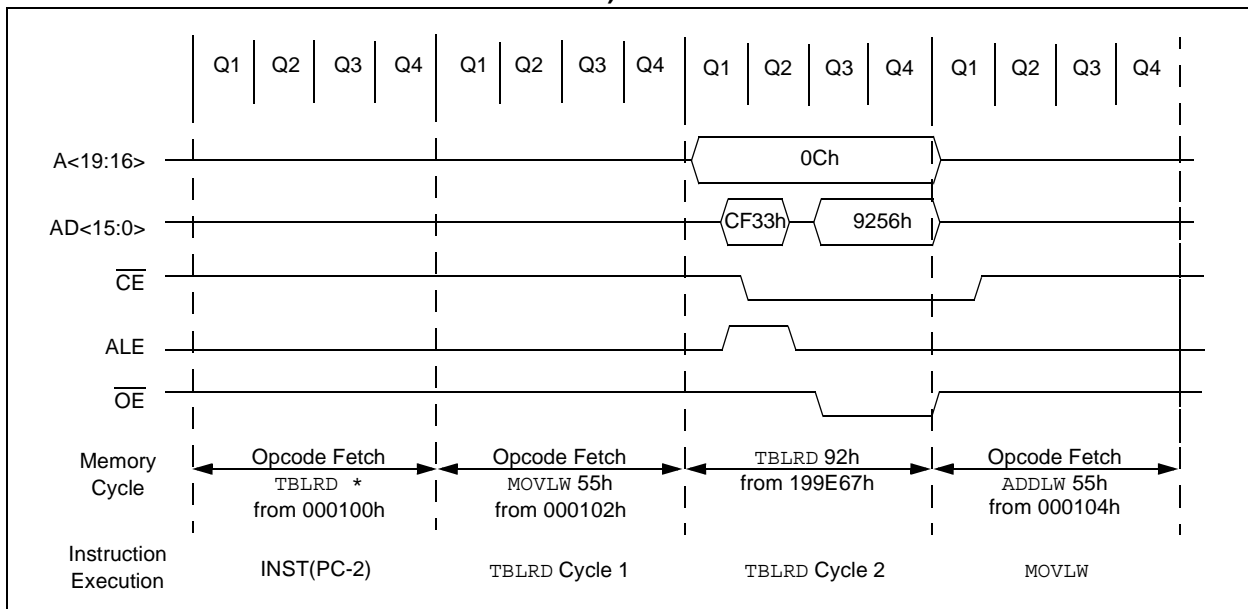 )
Q1 Q2 Q3 Q4 Q1 Q2 Q3 Q4 Q1 Q2 Q3 Q4 Q1 Q2 Q3 Q4
A<19:16> 0Ch
AD<15:0> CF33h 9256h
CE
ALE
OE
Memory Cycle
Opcode Fetch
TBLRD *
from 000100h
Opcode Fetch
MOVLW 55h
from 000102h
TBLRD 92h
from 199E67h
Opcode Fetch
ADDLW 55h
from 000104h
Instruction Execution
INST(PC-2) TBLRD Cycle 1 TBLRD Cycle 2 MOVLW